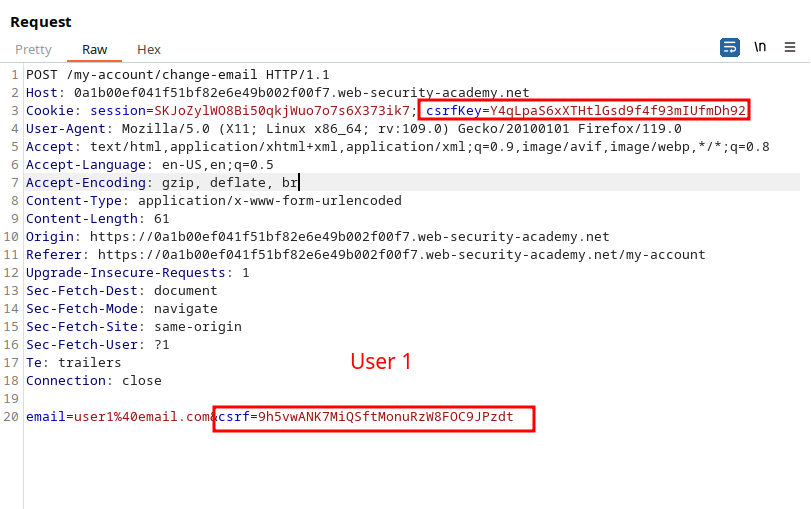 Request
Pretty Raw Hex \n
1 POST /my-account/change-email HTTP/1.1
2 Host: 0a1b00ef041f51bf82e6e49b002f00f7.web-security-academy.net
3 Cookie: session=SKJoZylWO8Bi50qkjWuo7o7s6X373ik7; csrfKey=Y4qLpaS6xXTHtlGsd9f4f93mIUfmDh92
4 User-Agent: Mozilla/5.0 (X11; Linux x86_64; rv:109.0) Gecko/20100101 Firefox/119.0
5 Accept: text/html,application/xhtml+xml,application/xml;q=0.9,image/avif,image/webp,*/*;q=0.8
6 Accept-Language: en-US,en;q=0.5
7 Accept-Encoding: gzip, deflate, br
8 Content-Type: application/x-www-form-urlencoded
9 Content-Length: 61
10 Origin: https://0a1b00ef041f51bf82e6e49b002f00f7.web-security-academy.net
11 Referer: https://0a1b00ef041f51bf82e6e49b002f00f7.web-security-academy.net/my-account
12 Upgrade-Insecure-Requests: 1
13 Sec-Fetch-Dest: document
14 Sec-Fetch-Mode: navigate
15 Sec-Fetch-Site: same-origin
16 Sec-Fetch-User: ?1
17 Te: trailers
User 1
18 Connection: close
19
20 email=user1%40email.com&csrf=9h5vwANK7MiQSftMonuRzW8FOC9JPzdt